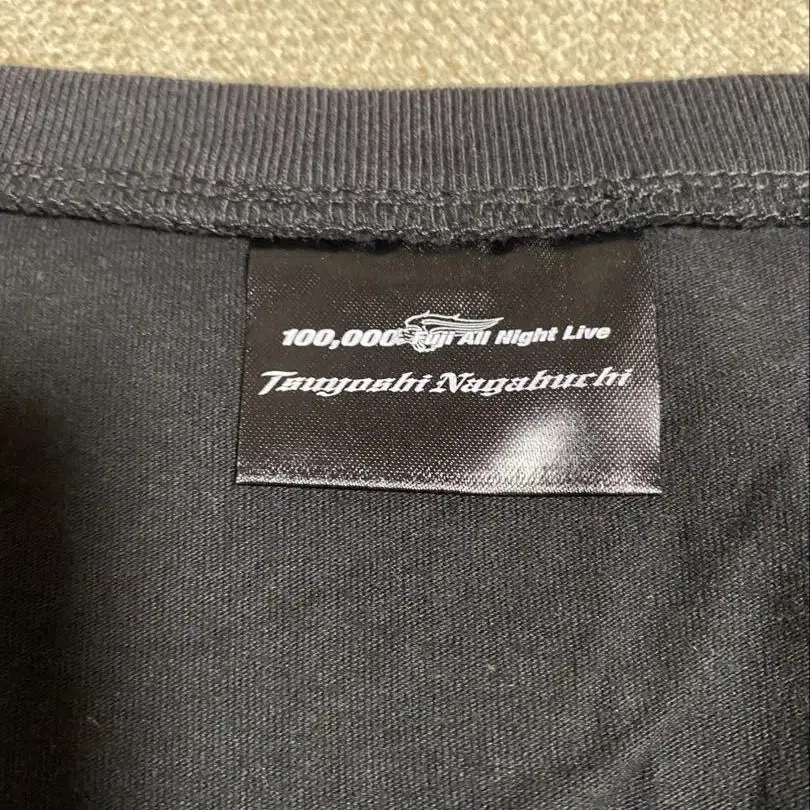 100,000 Fuji All Night Live
Tsuyoshi Nagabuchi